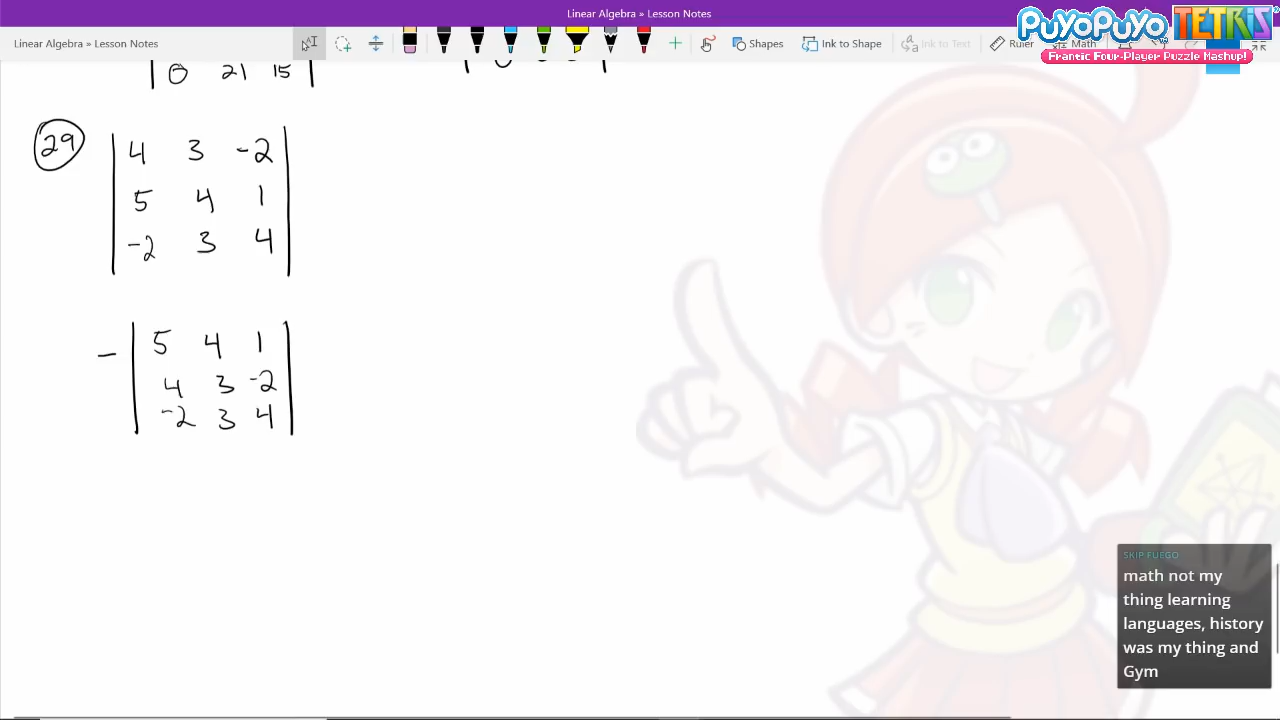 Linear Algebra » Lesson Notes
Linear Algebra » Lesson Notes
Shapes
Ink to Shape
Ink to Text
Ruler
Math
PUYOPUYO TETRIS
Frantic Four-Player Puzzle Mashup!
0 21 15
29
4 3 -2
5 4 1
-2 3 4
- 5 4 1
4 3 -2
-2 3 4
SKIP FUEGO
math not my
thing learning
languages, history
was my thing and
Gym